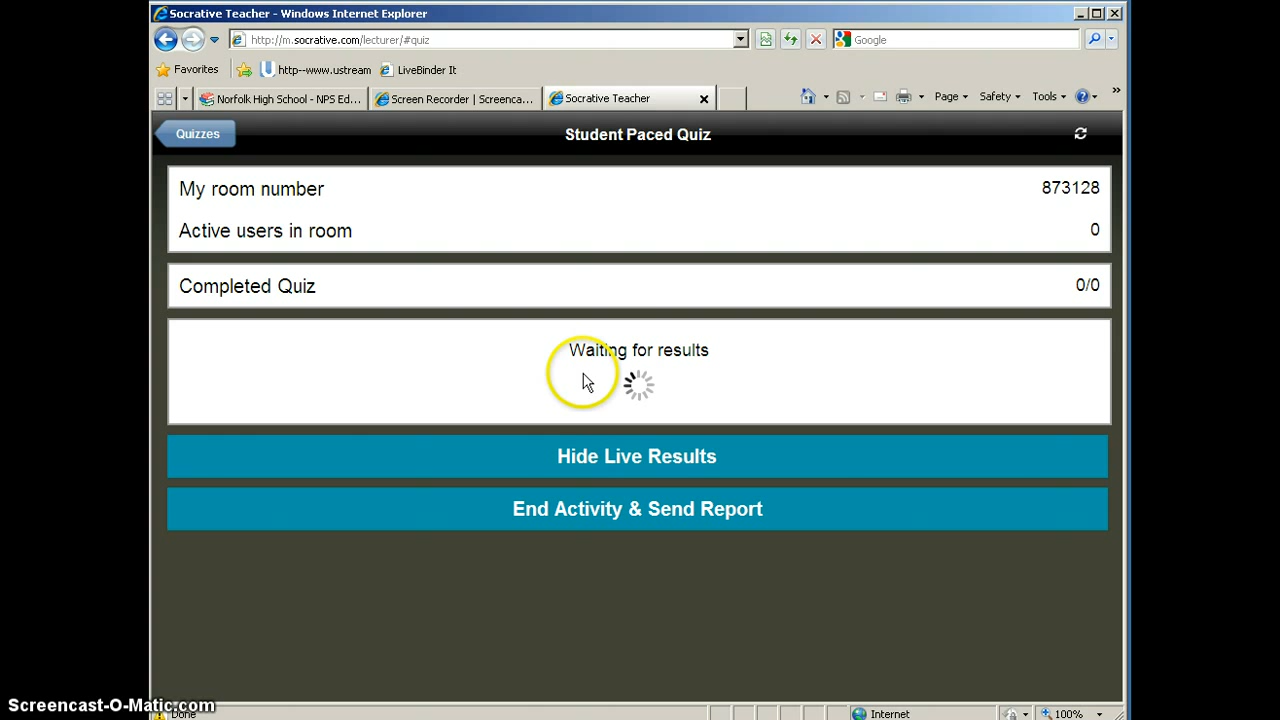 Socrative Teacher - Windows Internet Explorer
http://m.socrative.com/lecturer/#quiz
Google
Favorites
http--www.ustream
LiveBinder It
Norfolk High School - NPS Ed...
Screen Recorder | Screenca...
Socrative Teacher
Page
Safety
Tools
Quizzes
Student Paced Quiz
My room number
873128
Active users in room
0
Completed Quiz
0/0
Waiting for results
Hide Live Results
End Activity & Send Report
Screencast-O-Matic.com
Done
Internet
100%